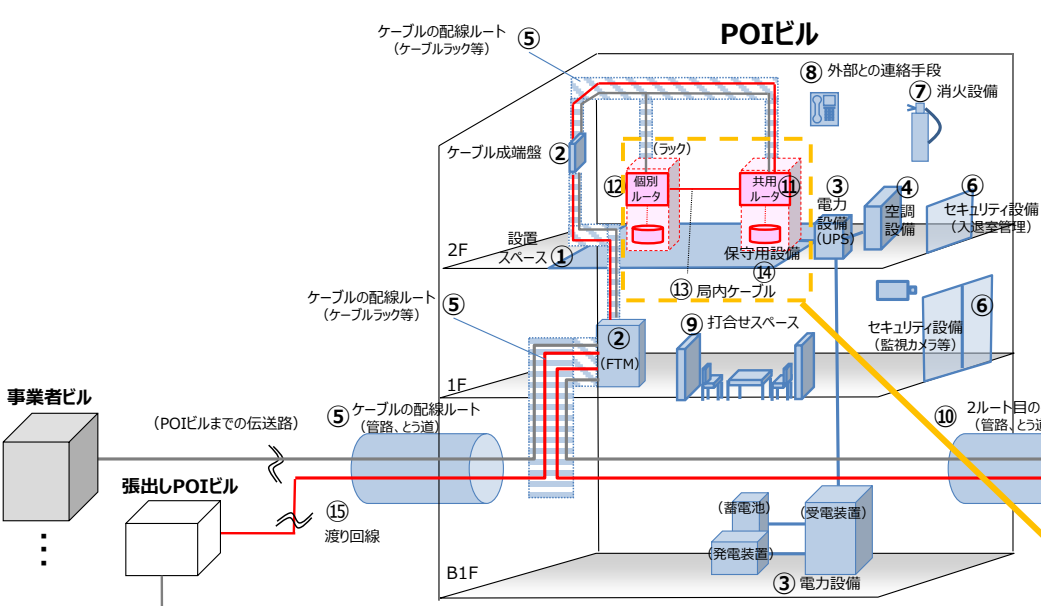 POIビル
ケーブルの配線ルート
(ケーブルラック等)
⑤
⑧
外部との連絡手段
⑦
消火設備
ケーブル成端盤
②
(ラック)
⑫
個別
ルータ
共用
ルータ
⑪
③
電力
設備
(UPS)
④
空調
設備
⑥
セキュリティ設備
(入退室管理)
2F
設置
スペース
①
保守用設備
⑭
⑬
局内ケーブル
ケーブルの配線ルート
(ケーブルラック等)
⑤
②
(FTM)
⑨
打合せスペース
⑥
セキュリティ設備
(監視カメラ等)
1F
事業者ビル
(POIビルまでの伝送路)
⑤
ケーブルの配線ルート
(管路、とう道)
⑩
2ルート目の
(管路、とう道
張出しPOIビル
⑮
渡り回線
(蓄電池)
(受電装置)
(発電装置)
B1F
③
電力設備